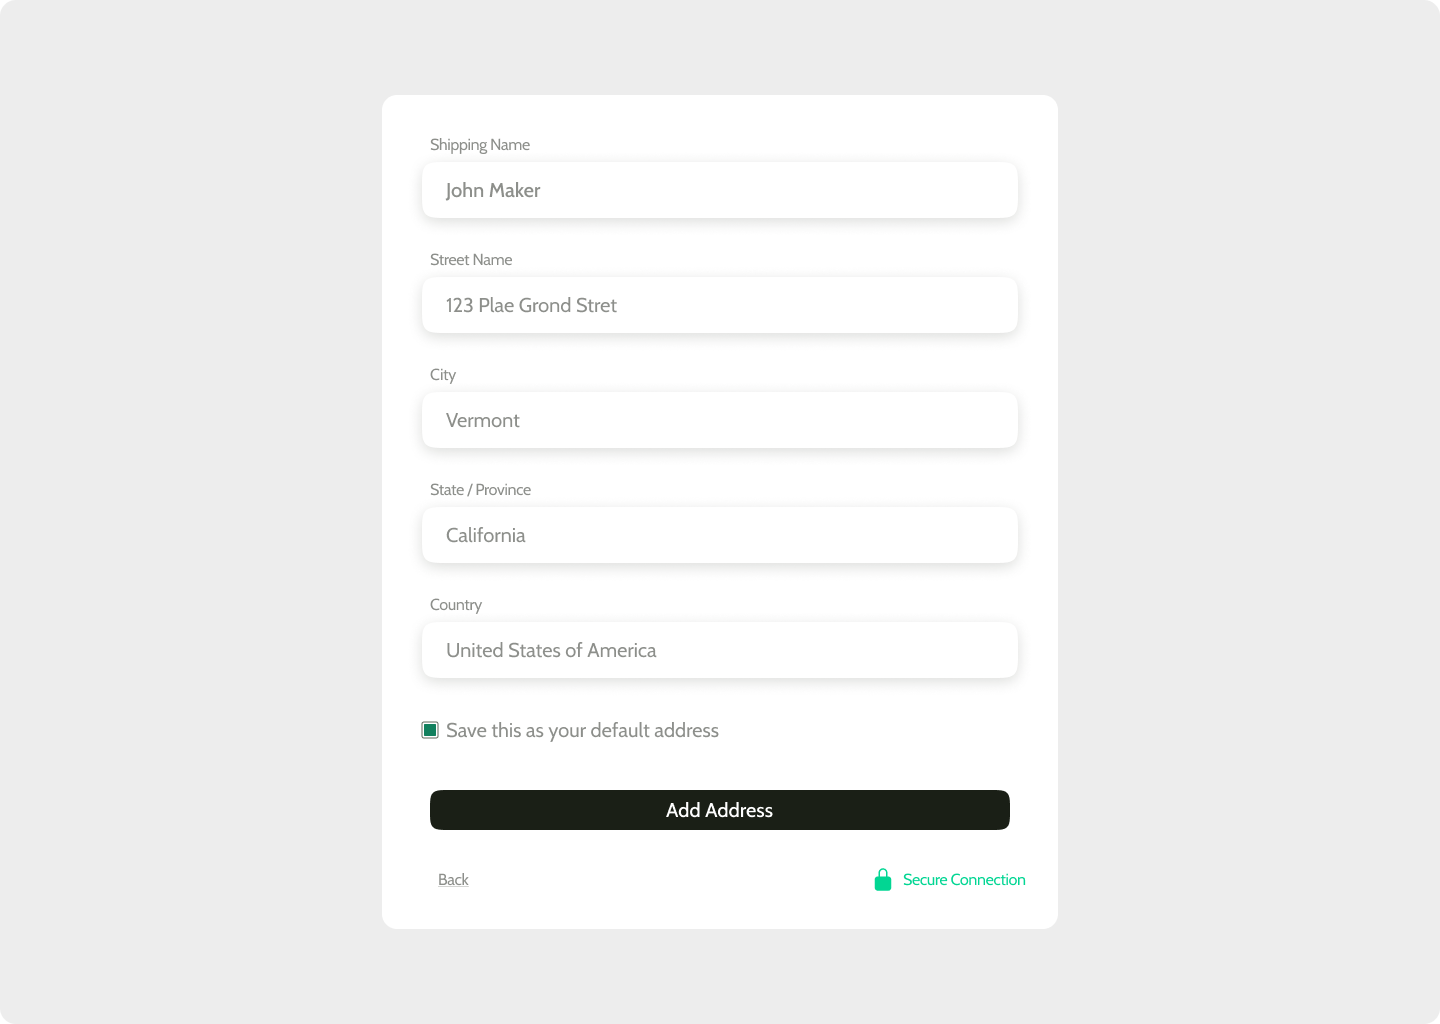 Shipping Name
John Maker
Street Name
123 Plae Grond Stret
City
Vermont
State / Province
California
Country
United States of America
Save this as your default address
Add Address
Back
Secure Connection